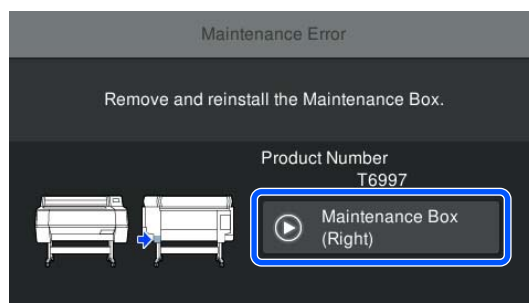 Maintenance Error
Remove and reinstall the Maintenance Box.
Product Number
T6997
Maintenance Box
(Right)